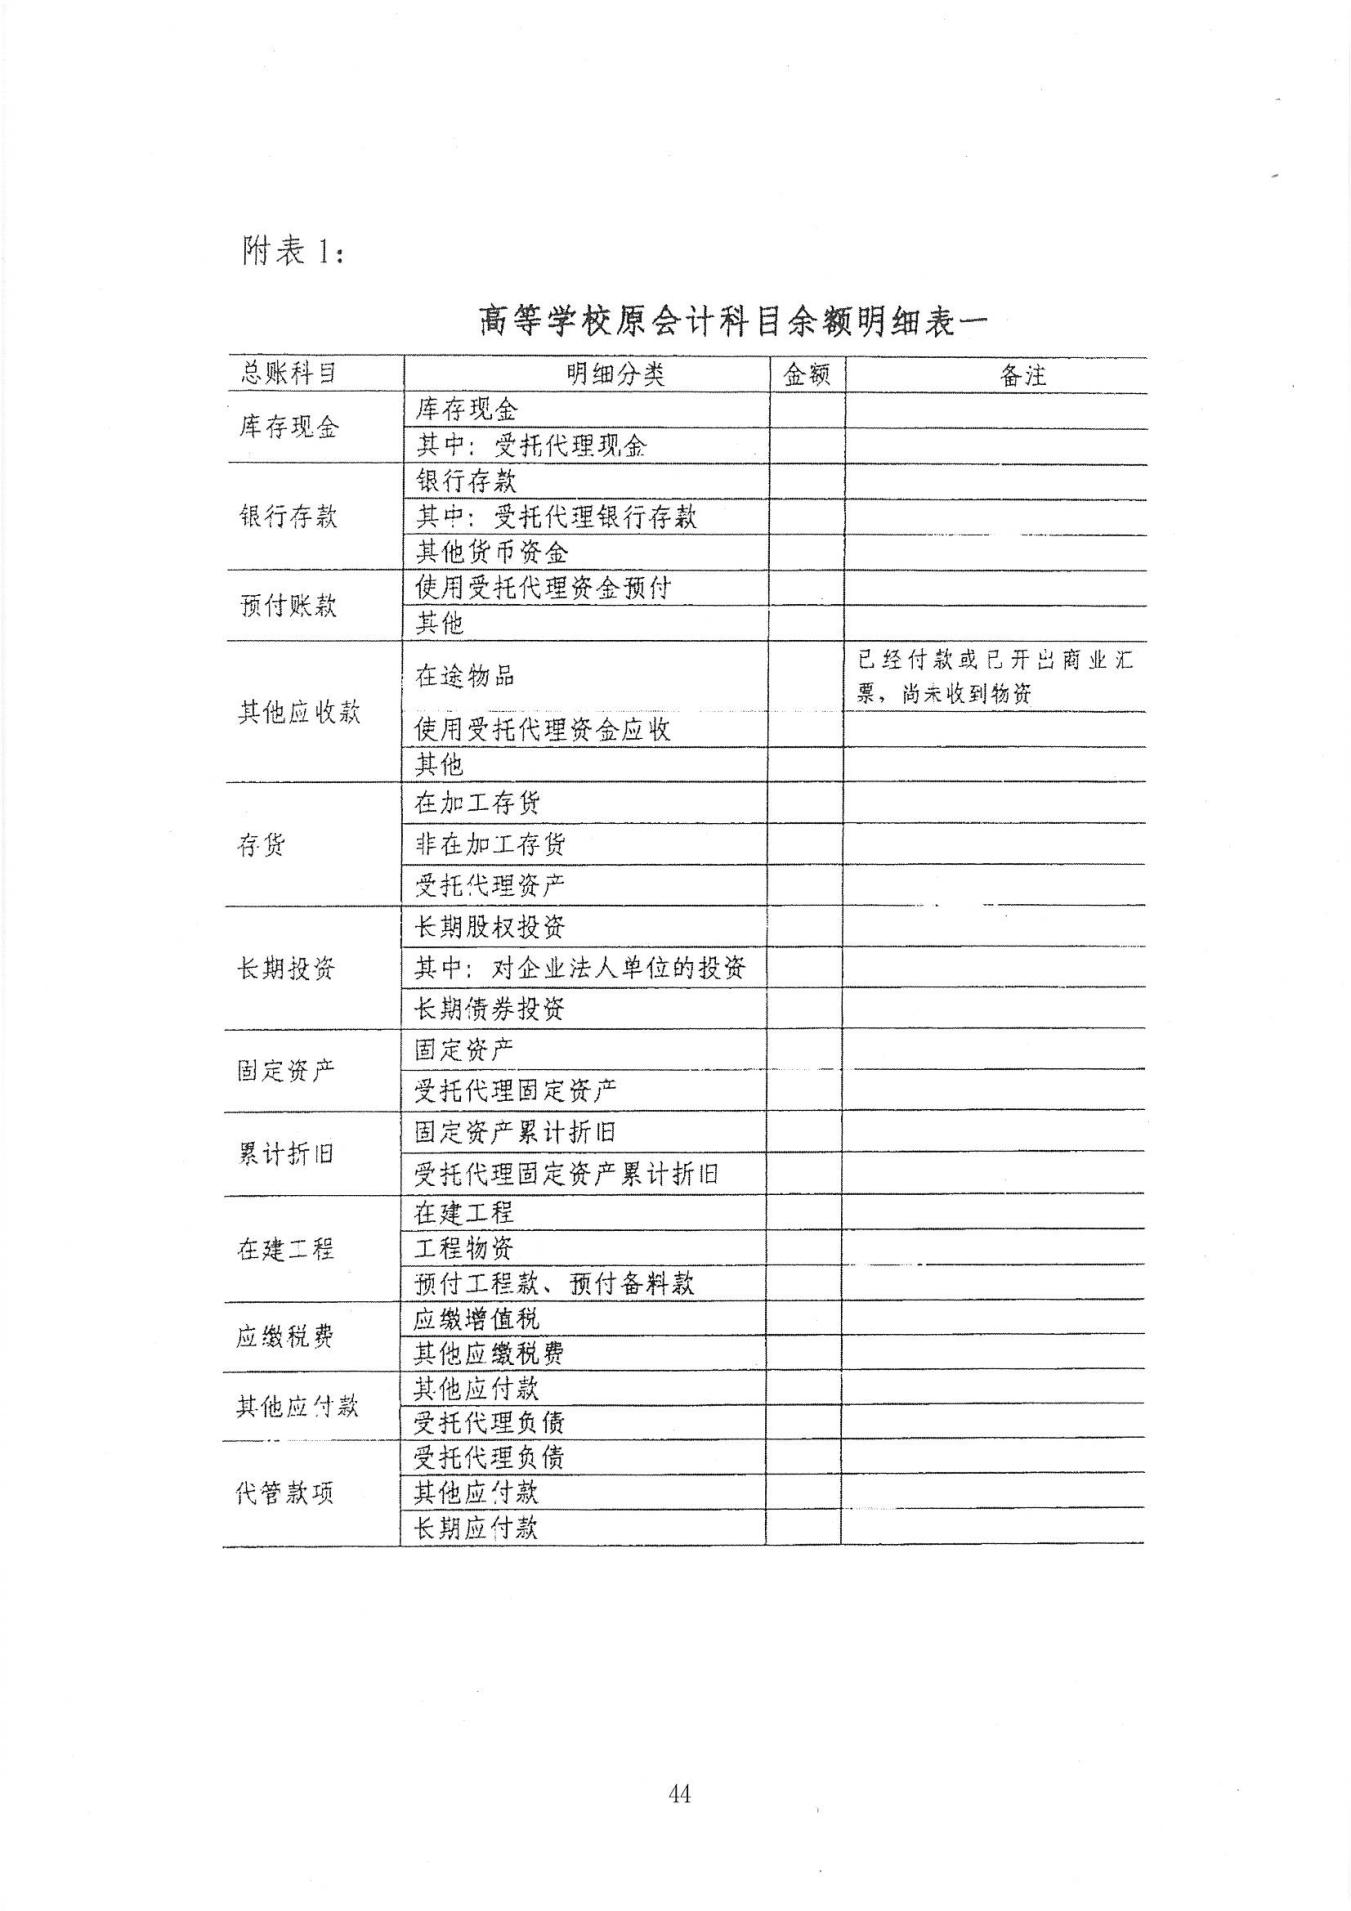 附表 1：
高等学校原会计科目余额明细表一
总账科目 明细分类 金额 备注
库存现金 库存现金
其中：受托代理现金
银行存款 银行存款
其中：受托代理银行存款
其他货币资金
预付账款 使用受托代理资金预付
其他
其他应收款 在途物品 已经付款或已开出商业汇
票，尚未收到物资
使用受托代理资金应收
其他
存货 在加工存货
非在加工存货
受托代理资产
长期投资 长期股权投资
其中：对企业法人单位的投资
长期债券投资
固定资产 固定资产
受托代理固定资产
累计折旧 固定资产累计折旧
受托代理固定资产累计折旧
在建工程 在建工程
工程物资
预付工程款、预付备料款
应缴税费 应缴增值税
其他应缴税费
其他应付款 其他应付款
受托代理负债
代管款项 受托代理负债
其他应付款
长期应付款
44